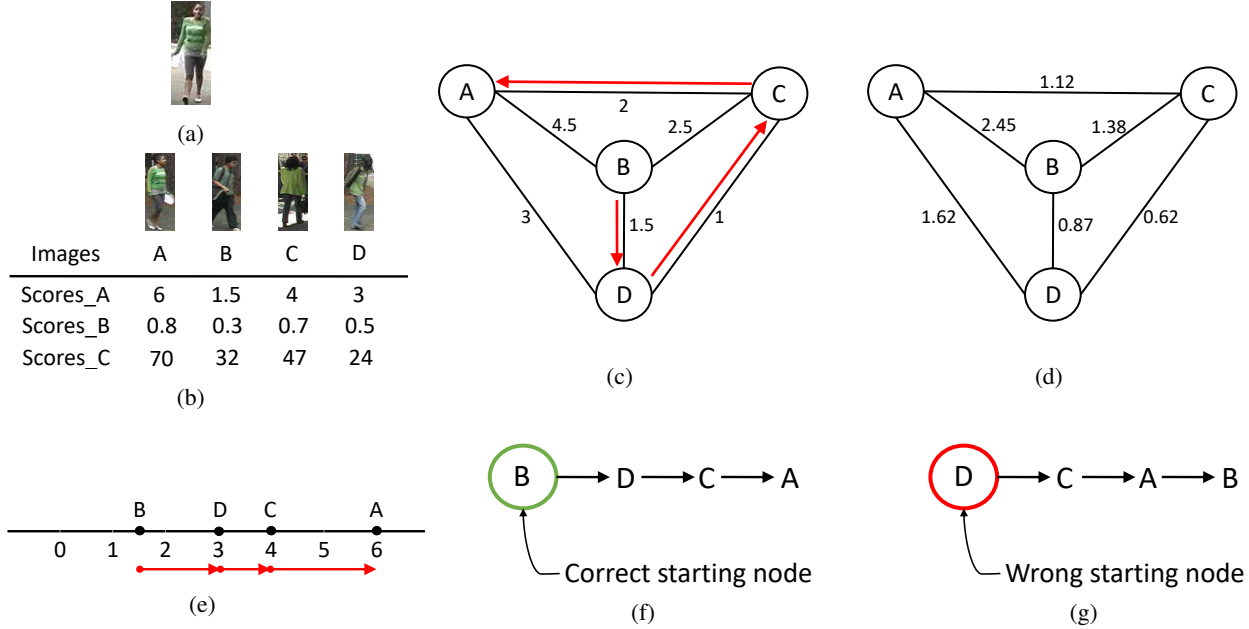 (a)
Images A B C D
Scores_A 6 1.5 4 3
Scores_B 0.8 0.3 0.7 0.5
Scores_C 70 32 47 24
(b)
A C
2
4.5 2.5
B
3 1.5 1
D
(c)
A C
1.12
2.45 1.38
B
1.62 0.87 0.62
D
(d)
B D C A
0 1 2 3 4 5 6
(e)
B D C A
Correct starting node
(f)
D C A B
Wrong starting node
(g)